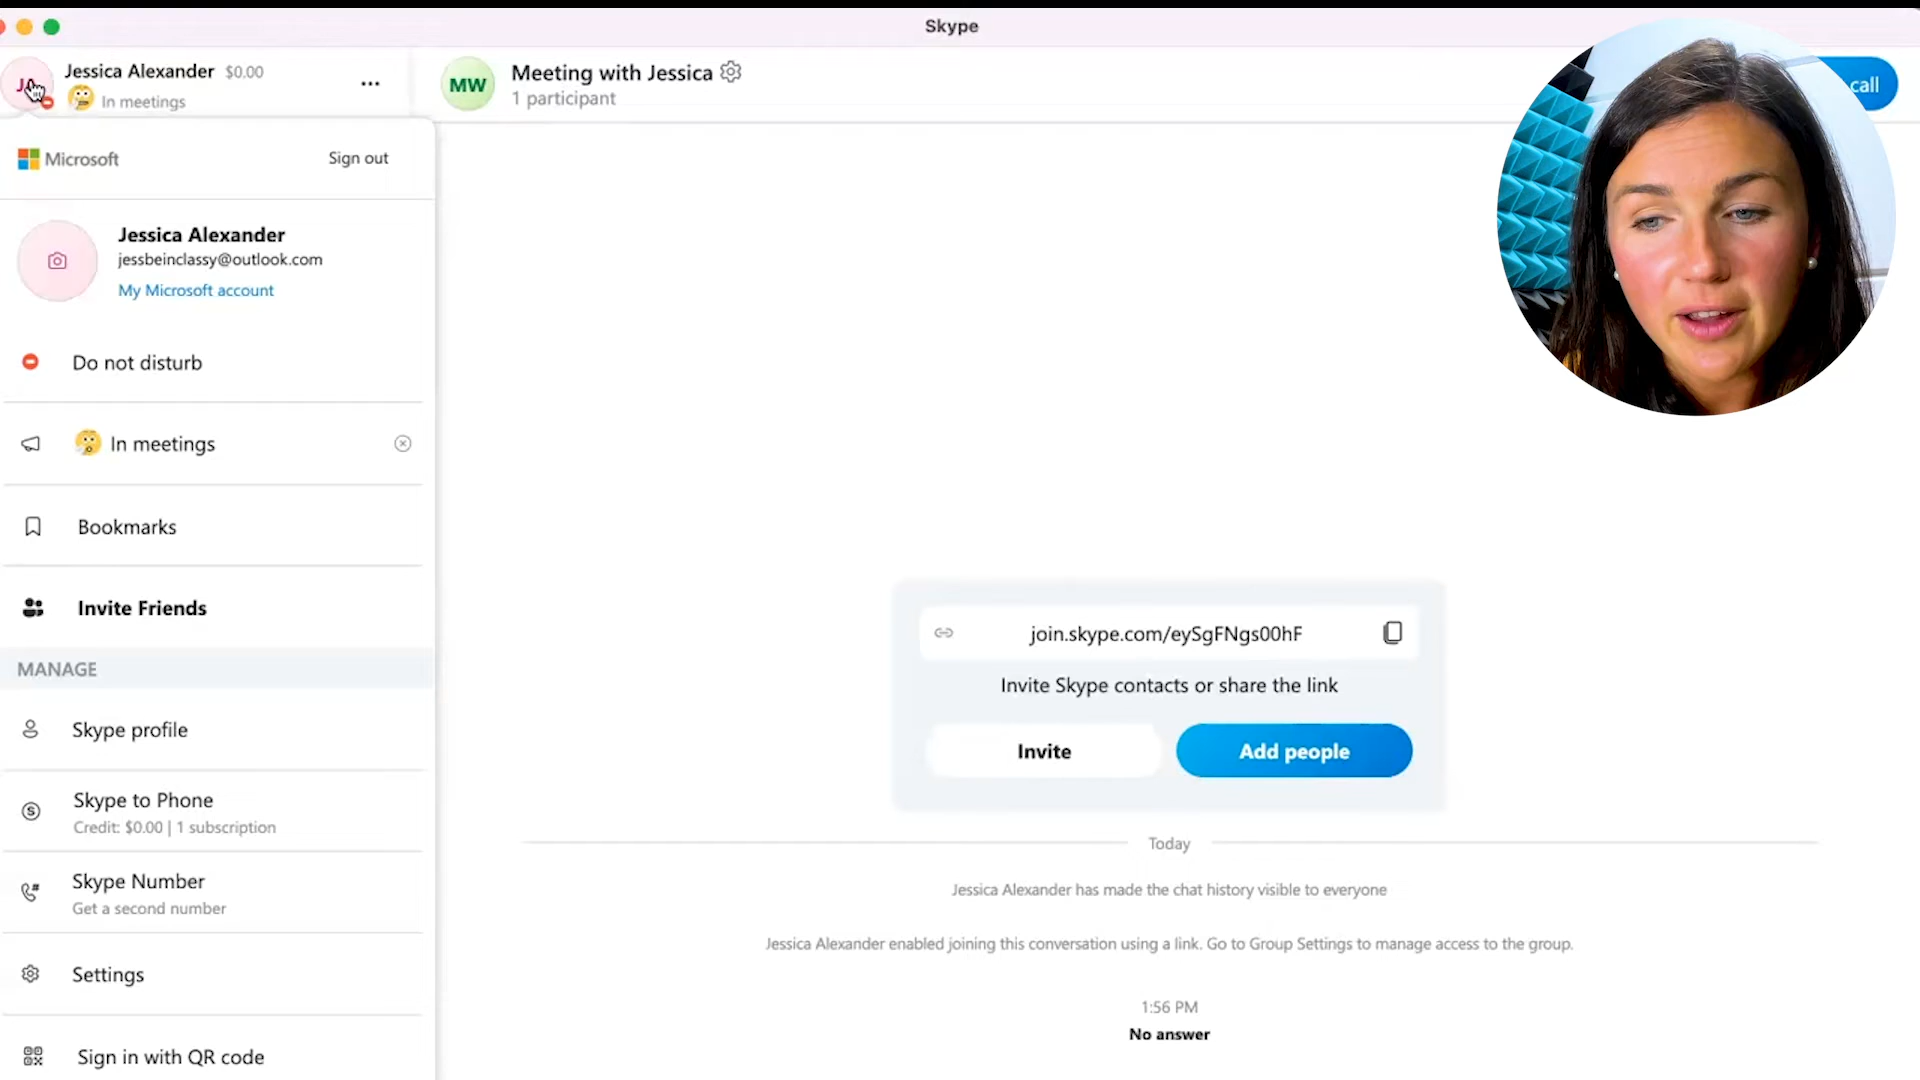 Skype
Jessica Alexander $0.00
In meetings
MW
Meeting with Jessica
1 participant
call
Microsoft
Sign out
Jessica Alexander
jessbeinclassy@outlook.com
My Microsoft account
Do not disturb
In meetings
Bookmarks
Invite Friends
MANAGE
Skype profile
Skype to Phone
Credit: $0.00 | 1 subscription
Skype Number
Get a second number
Settings
Sign in with QR code
join.skype.com/eySgFNgs00hF
Invite Skype contacts or share the link
Invite
Add people
Today
Jessica Alexander has made the chat history visible to everyone
Jessica Alexander enabled joining this conversation using a link. Go to Group Settings to manage access to the group.
1:56 PM
No answer